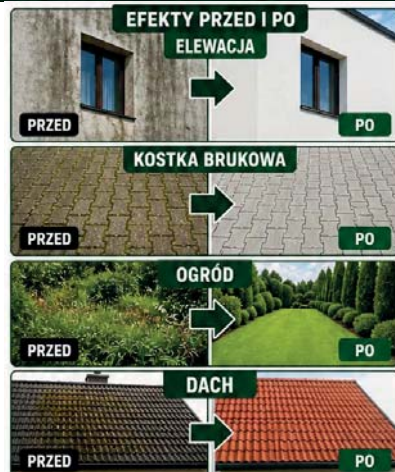 EFEKTY PRZED I PO
ELEWACJA
PRZED
PO
KOSTKA BRUKOWA
PRZED
PO
OGRÓD
PRZED
PO
DACH
PRZED
PO